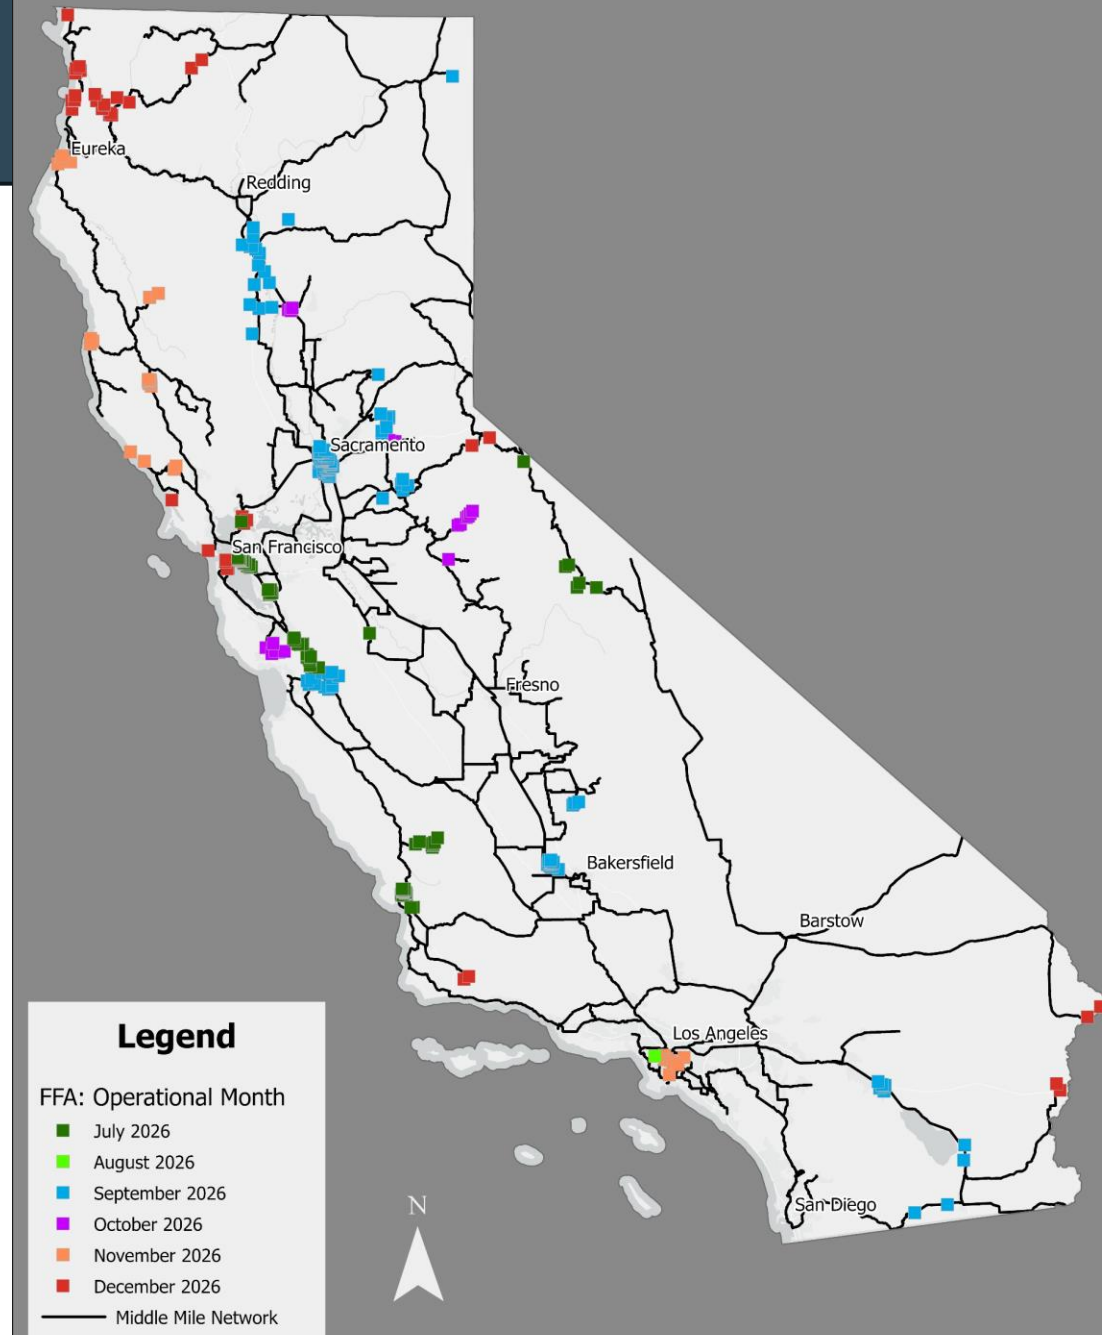 Eureka
Redding
Sacramento
San Francisco
Fresno
Bakersfield
Barstow
Los Angeles
San Diego
N
Legend
FFA: Operational Month
July 2026
August 2026
September 2026
October 2026
November 2026
December 2026
Middle Mile Network